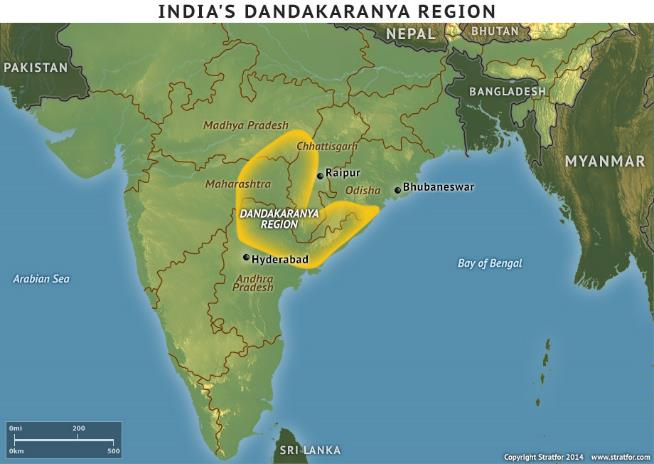 INDIA'S DANDAKARANYA REGION
NEPAL
BHUTAN
PAKISTAN
BANGLADESH
Madhya Pradesh
Chhattisgarh
MYANMAR
Raipur
Maharashtra
Odisha
Bhubaneswar
DANDAKARANYA
REGION
Hyderabad
Bay of Bengal
Arabian Sea
Andhra
Pradesh
0mi 200
0km 500
SRI LANKA
Copyright Stratfor 2014 www.stratfor.com